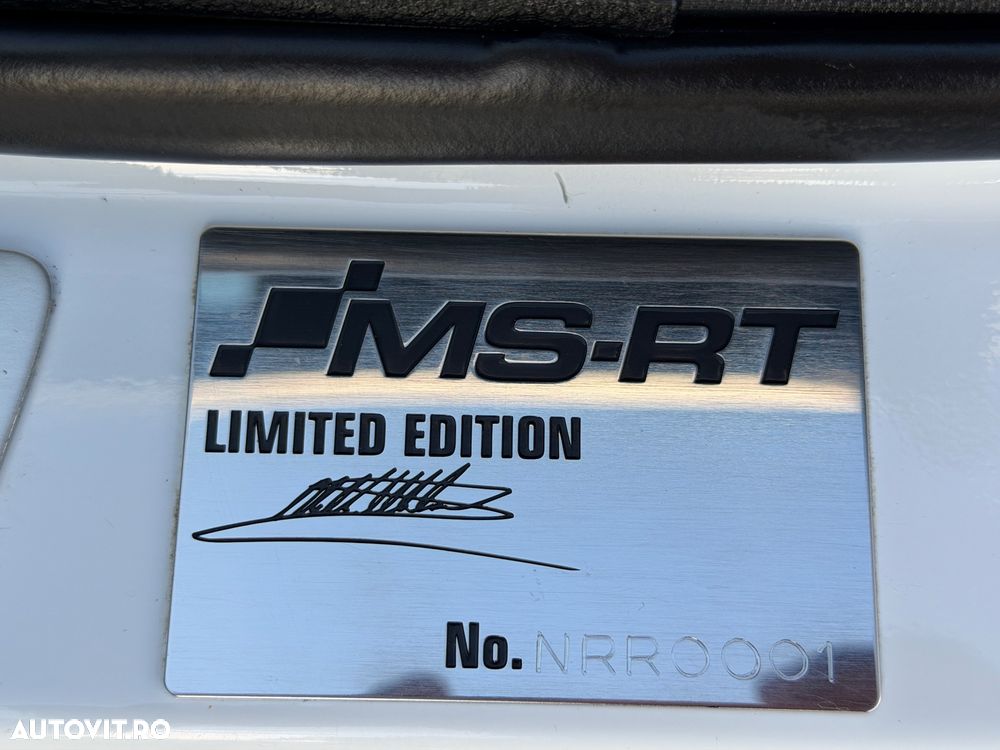 MS-RT
LIMITED EDITION
No. NRR0001
AUTOVIT.RO